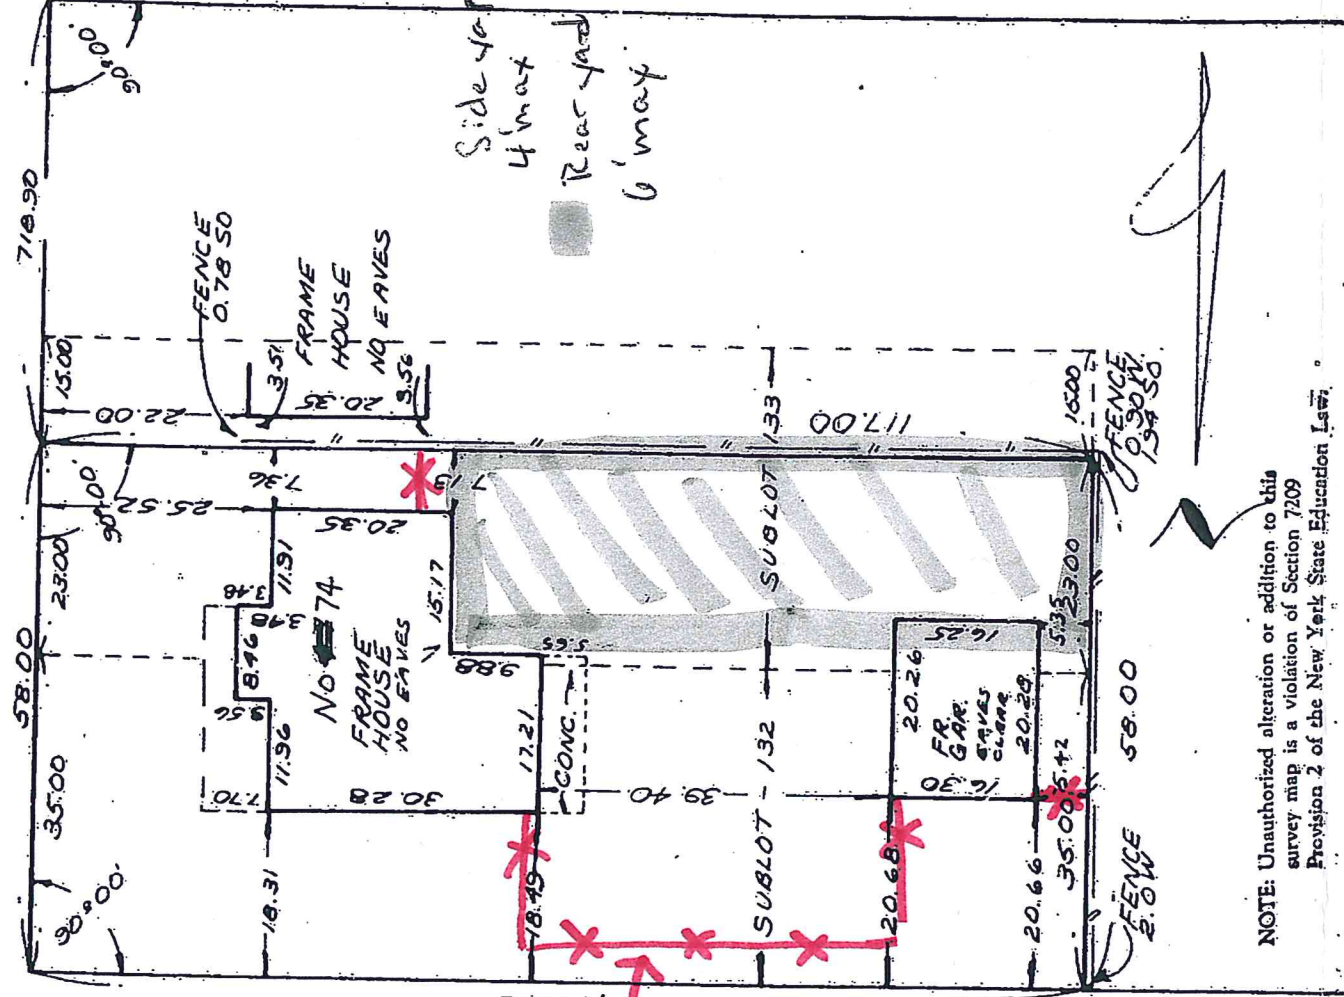 718.90
58.00
15.00
23.00
35.00
90°00'
90°00'
90°00'
FENCE
0.78 SO
FRAME
HOUSE
NO EAVES
3.51
20.35
3.56
22.00
25.52
7.36
20.35
7.13
Side
4' max
Rear yard
6' max
117.00
3.48
3.48
11.91
8.46
11.96
7.70
No 74
FRAME
HOUSE
NO EAVES
15.17
9.88
5.65
17.21
CONC.
30.28
39.40
18.31
18.49
SUBLOT 133
SUBLOT - 132
16.25
20.26
FR.
GAR.
EAVES
CLEAR
20.28
16.30
20.68
20.66
5.42
35.00
23.00
15.00
58.00
FENCE
0.90 W.
1.94 SO.
FENCE
2.0 W
NOTE: Unauthorized alteration or addition to this
survey map is a violation of Section 7209
Provision 2 of the New York State Education Law.